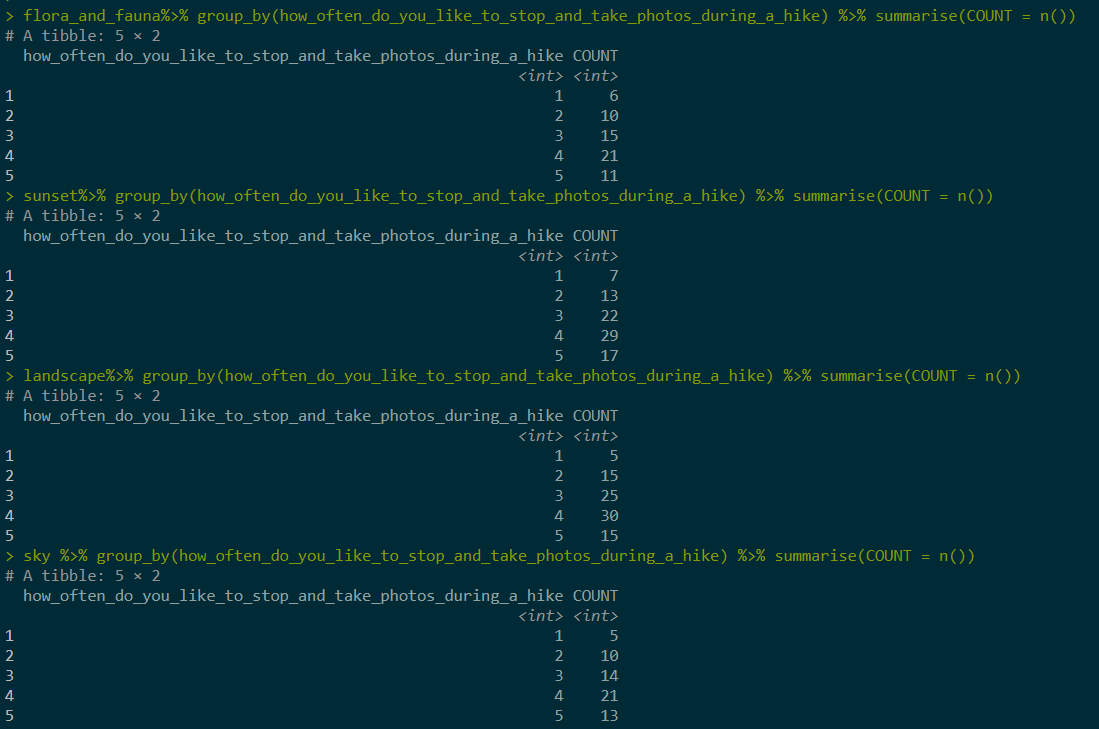 > flora_and_fauna%>% group_by(how_often_do_you_like_to_stop_and_take_photos_during_a_hike) %>% summarise(COUNT = n())
# A tibble: 5 × 2
  how_often_do_you_like_to_stop_and_take_photos_during_a_hike COUNT
                                                        <int> <int>
1                                                           1     6
2                                                           2    10
3                                                           3    15
4                                                           4    21
5                                                           5    11
> sunset%>% group_by(how_often_do_you_like_to_stop_and_take_photos_during_a_hike) %>% summarise(COUNT = n())
# A tibble: 5 × 2
  how_often_do_you_like_to_stop_and_take_photos_during_a_hike COUNT
                                                        <int> <int>
1                                                           1     7
2                                                           2    13
3                                                           3    22
4                                                           4    29
5                                                           5    17
> landscape%>% group_by(how_often_do_you_like_to_stop_and_take_photos_during_a_hike) %>% summarise(COUNT = n())
# A tibble: 5 × 2
  how_often_do_you_like_to_stop_and_take_photos_during_a_hike COUNT
                                                        <int> <int>
1                                                           1     5
2                                                           2    15
3                                                           3    25
4                                                           4    30
5                                                           5    15
> sky %>% group_by(how_often_do_you_like_to_stop_and_take_photos_during_a_hike) %>% summarise(COUNT = n())
# A tibble: 5 × 2
  how_often_do_you_like_to_stop_and_take_photos_during_a_hike COUNT
                                                        <int> <int>
1                                                           1     5
2                                                           2    10
3                                                           3    14
4                                                           4    21
5                                                           5    13